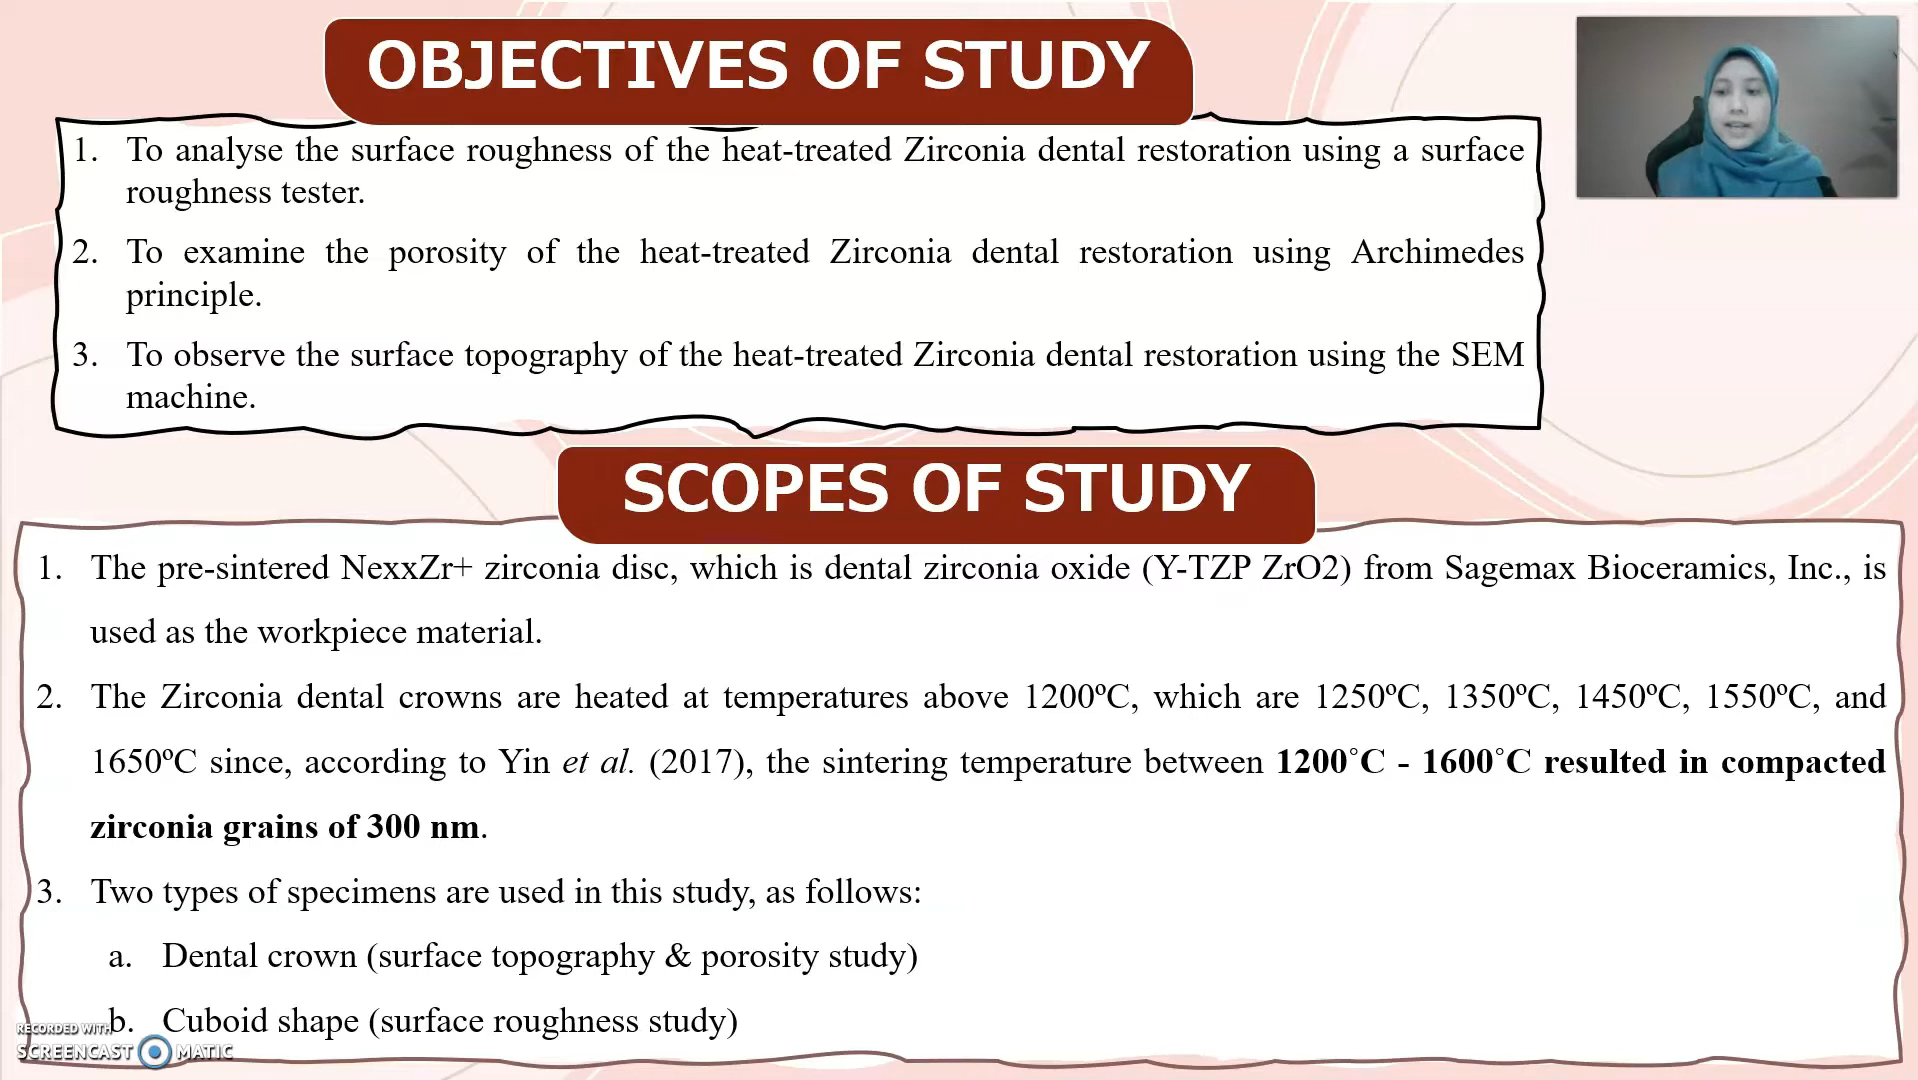 OBJECTIVES OF STUDY
1. To analyse the surface roughness of the heat-treated Zirconia dental restoration using a surface
roughness tester.
2. To examine the porosity of the heat-treated Zirconia dental restoration using Archimedes
principle.
3. To observe the surface topography of the heat-treated Zirconia dental restoration using the SEM
machine.
SCOPES OF STUDY
1. The pre-sintered NexxZr+ zirconia disc, which is dental zirconia oxide (Y-TZP ZrO2) from Sagemax Bioceramics, Inc., is
used as the workpiece material.
2. The Zirconia dental crowns are heated at temperatures above 1200ºC, which are 1250ºC, 1350ºC, 1450ºC, 1550ºC, and
1650ºC since, according to Yin et al. (2017), the sintering temperature between 1200˚C - 1600˚C resulted in compacted
zirconia grains of 300 nm.
3. Two types of specimens are used in this study, as follows:
a. Dental crown (surface topography & porosity study)
b. Cuboid shape (surface roughness study)
RECORDED WITH
SCREENCAST MATIC